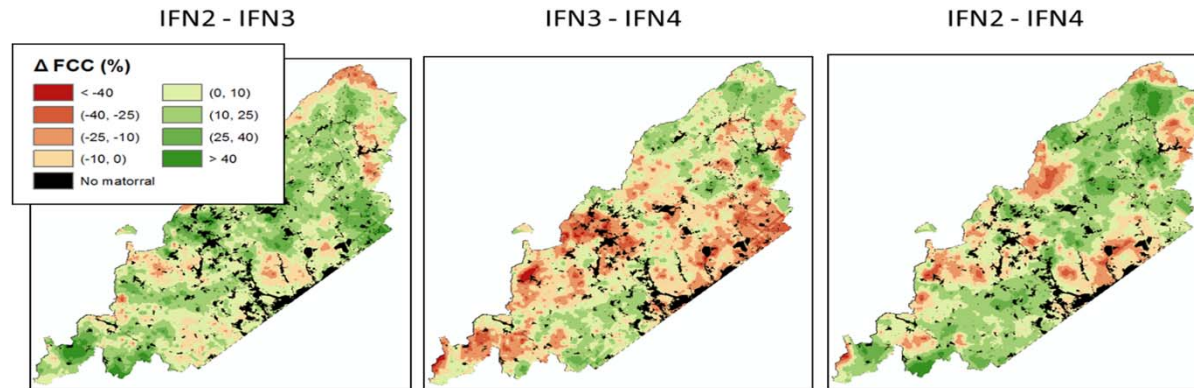 IFN2 - IFN3
IFN3 - IFN4
IFN2 - IFN4
Δ FCC (%)
< -40
(0, 10)
(-40, -25)
(10, 25)
(-25, -10)
(25, 40)
(-10, 0)
> 40
No matorral